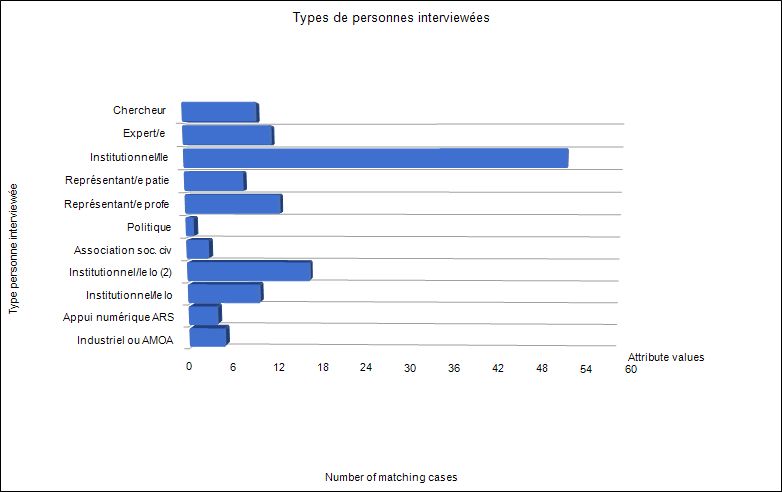 Types de personnes interviewées
Type personne interviewée
Chercheur
Expert/e
Institutionnel/lle
Représentant/e patie
Représentant/e profe
Politique
Association soc. civ
Institutionnel/le lo (2)
Institutionnel/le lo
Appui numérique ARS
Industriel ou AMOA
0 6 12 18 24 30 36 42 48 54 60
Attribute values
Number of matching cases